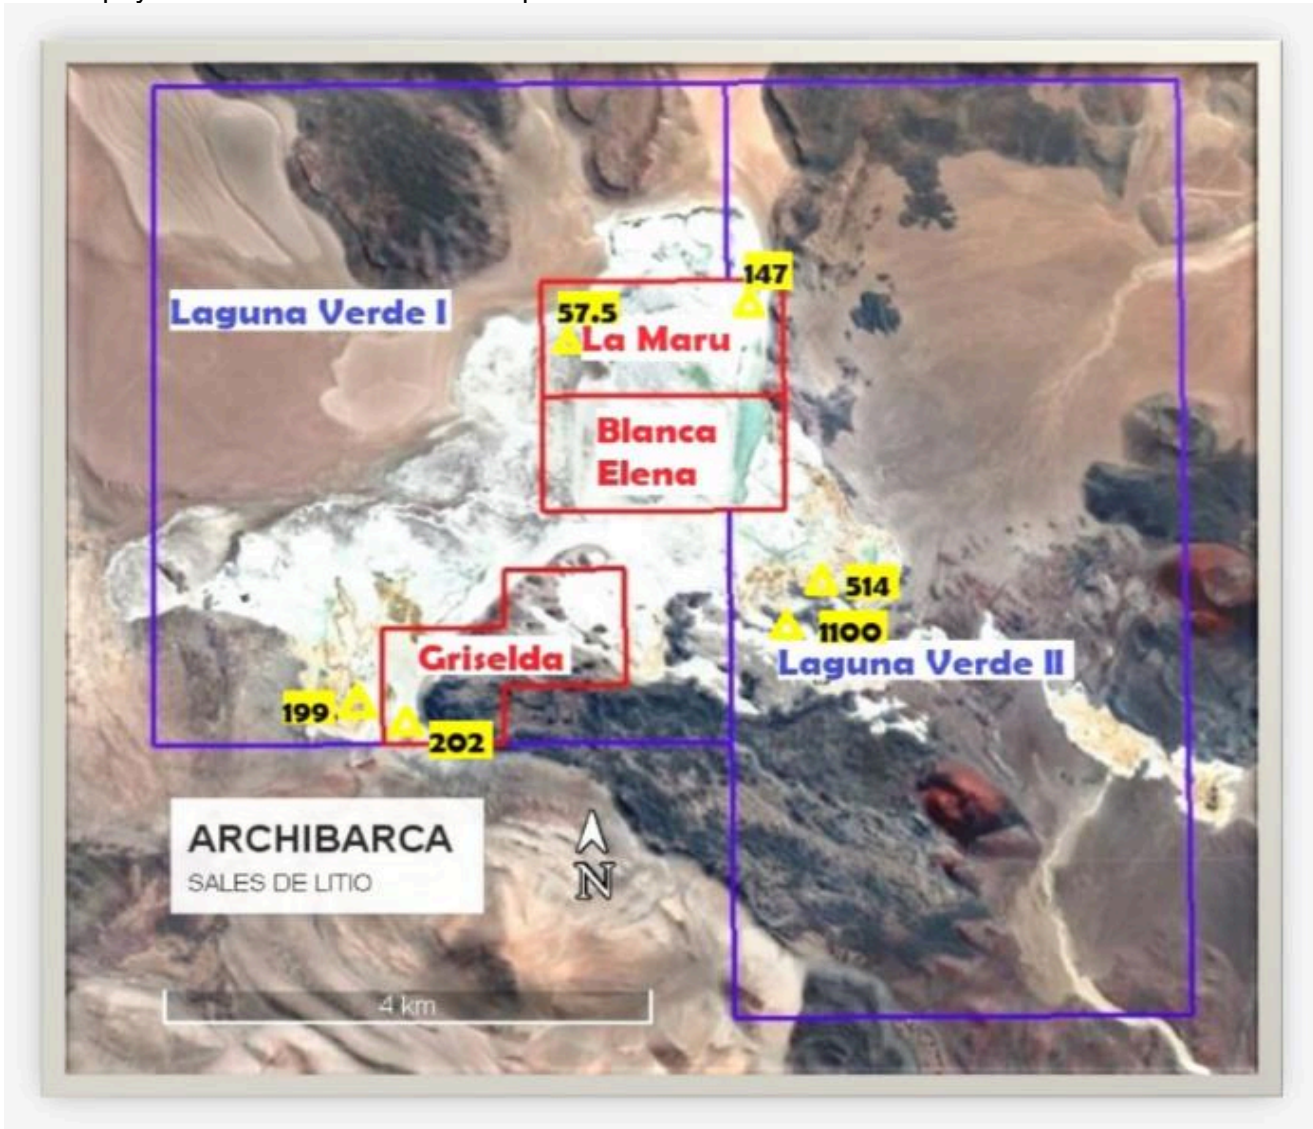 147
57.5
Laguna Verde I
La Maru
Blanca
Elena
514
1100
Griselda
Laguna Verde II
199
202
ARCHIBARCA
SALES DE LITIO
N
4 km